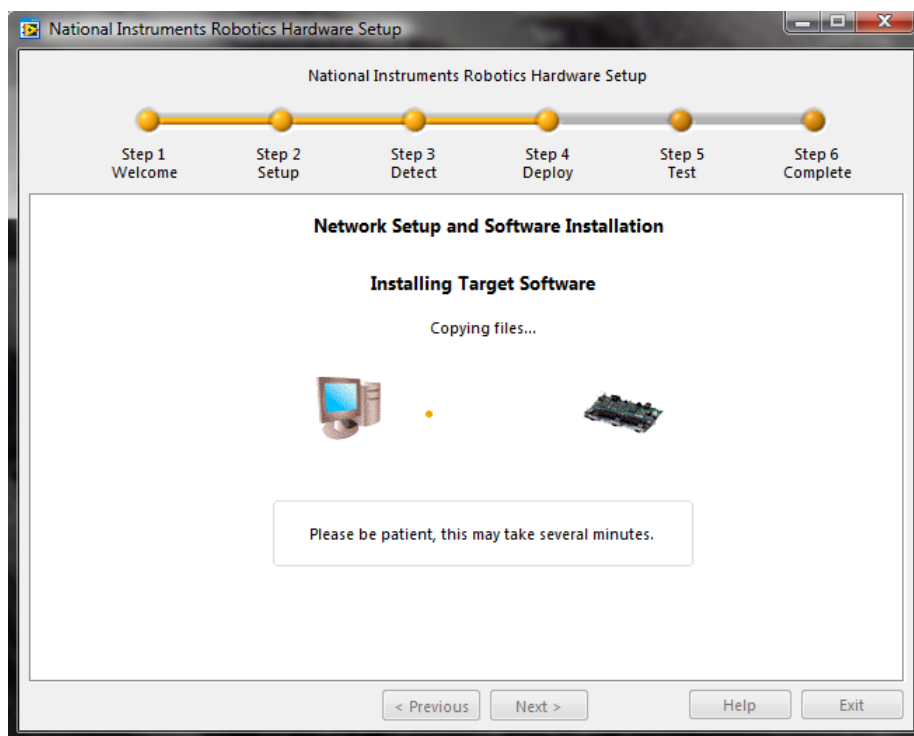 National Instruments Robotics Hardware Setup
National Instruments Robotics Hardware Setup
Step 1 Step 2 Step 3 Step 4 Step 5 Step 6
Welcome Setup Detect Deploy Test Complete
Network Setup and Software Installation
Installing Target Software
Copying files...
Please be patient, this may take several minutes.
< Previous Next > Help Exit